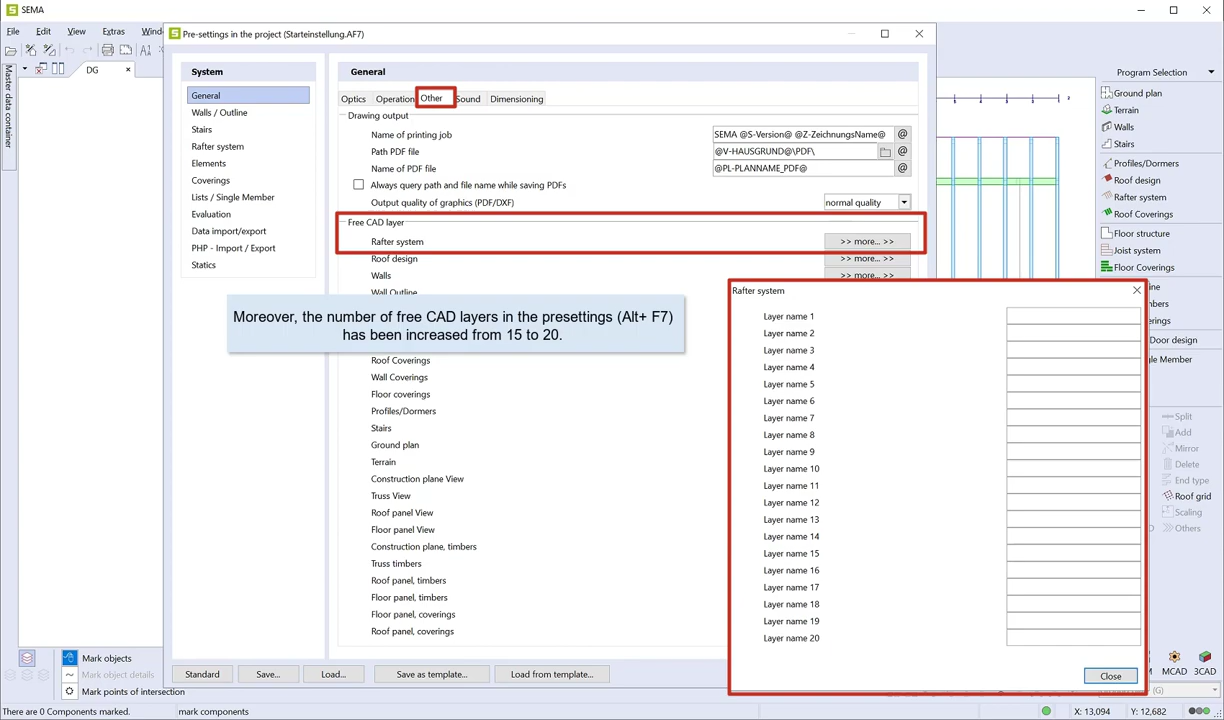 SEMA
File Edit View Extras Wind
DG ×
Master data container
Pre-settings in the project (Starteinstellung.AF7)
System
General
Walls / Outline
Stairs
Rafter system
Elements
Coverings
Lists / Single Member
Evaluation
Data import/export
PHP - Import / Export
Statics
General
Optics Operation Other Sound Dimensioning
Drawing output
Name of printing job SEMA @S-Version@ @Z-ZeichnungsName@ @
Path PDF file @V-HAUSGRUND@\PDF\ @
Name of PDF file @PL-PLANNAME_PDF@ @
Always query path and file name while saving PDFs
Output quality of graphics (PDF/DXF) normal quality
Free CAD layer
Rafter system >> more... >>
Roof design >> more... >>
Walls >> more... >>
Wall Outline
Moreover, the number of free CAD layers in the presettings (Alt+ F7)
has been increased from 15 to 20.
Roof Coverings
Wall Coverings
Floor coverings
Profiles/Dormers
Stairs
Ground plan
Terrain
Construction plane View
Truss View
Roof panel View
Floor panel View
Construction plane, timbers
Truss timbers
Roof panel, timbers
Floor panel, timbers
Floor panel, coverings
Roof panel, coverings
Standard Save... Load... Save as template... Load from template...
Rafter system
Layer name 1
Layer name 2
Layer name 3
Layer name 4
Layer name 5
Layer name 6
Layer name 7
Layer name 8
Layer name 9
Layer name 10
Layer name 11
Layer name 12
Layer name 13
Layer name 14
Layer name 15
Layer name 16
Layer name 17
Layer name 18
Layer name 19
Layer name 20
Close
Program Selection
Ground plan
Terrain
Walls
Stairs
Profiles/Dormers
Roof design
Rafter system
Roof Coverings
Floor structure
Joist system
Floor Coverings
ine
nbers
erings
Door design
le Member
Split
Add
Mirror
Delete
End type
Roof grid
Scaling
Others
MCAD 3CAD
(G)
Mark objects
Mark object details
Mark points of intersection
There are 0 Components marked. mark components X: 13,094 Y: 12,682